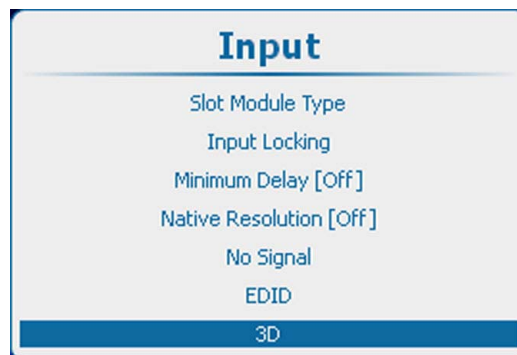 Input
Slot Module Type
Input Locking
Minimum Delay [Off]
Native Resolution [Off]
No Signal
EDID
3D